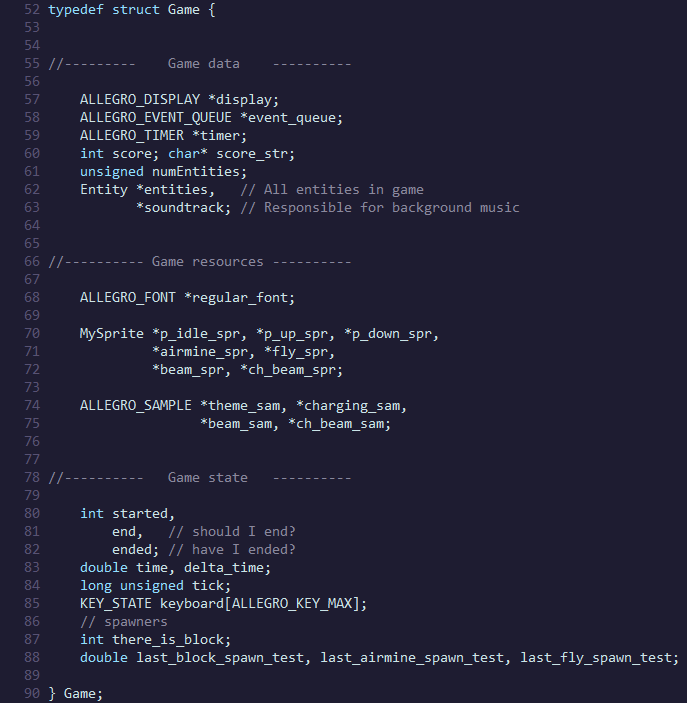 52 typedef struct Game {
53
54
55 //---------    Game data    ----------
56
57     ALLEGRO_DISPLAY *display;
58     ALLEGRO_EVENT_QUEUE *event_queue;
59     ALLEGRO_TIMER *timer;
60     int score; char* score_str;
61     unsigned numEntities;
62     Entity *entities,   // All entities in game
63            *soundtrack; // Responsible for background music
64
65
66 //---------- Game resources ----------
67
68     ALLEGRO_FONT *regular_font;
69
70     MySprite *p_idle_spr, *p_up_spr, *p_down_spr,
71              *airmine_spr, *fly_spr,
72              *beam_spr, *ch_beam_spr;
73
74     ALLEGRO_SAMPLE *theme_sam, *charging_sam,
75                    *beam_sam, *ch_beam_sam;
76
77
78 //----------   Game state   ----------
79
80     int started,
81         end,   // should I end?
82         ended; // have I ended?
83     double time, delta_time;
84     long unsigned tick;
85     KEY_STATE keyboard[ALLEGRO_KEY_MAX];
86     // spawners
87     int there_is_block;
88     double last_block_spawn_test, last_airmine_spawn_test, last_fly_spawn_test;
89
90 } Game;